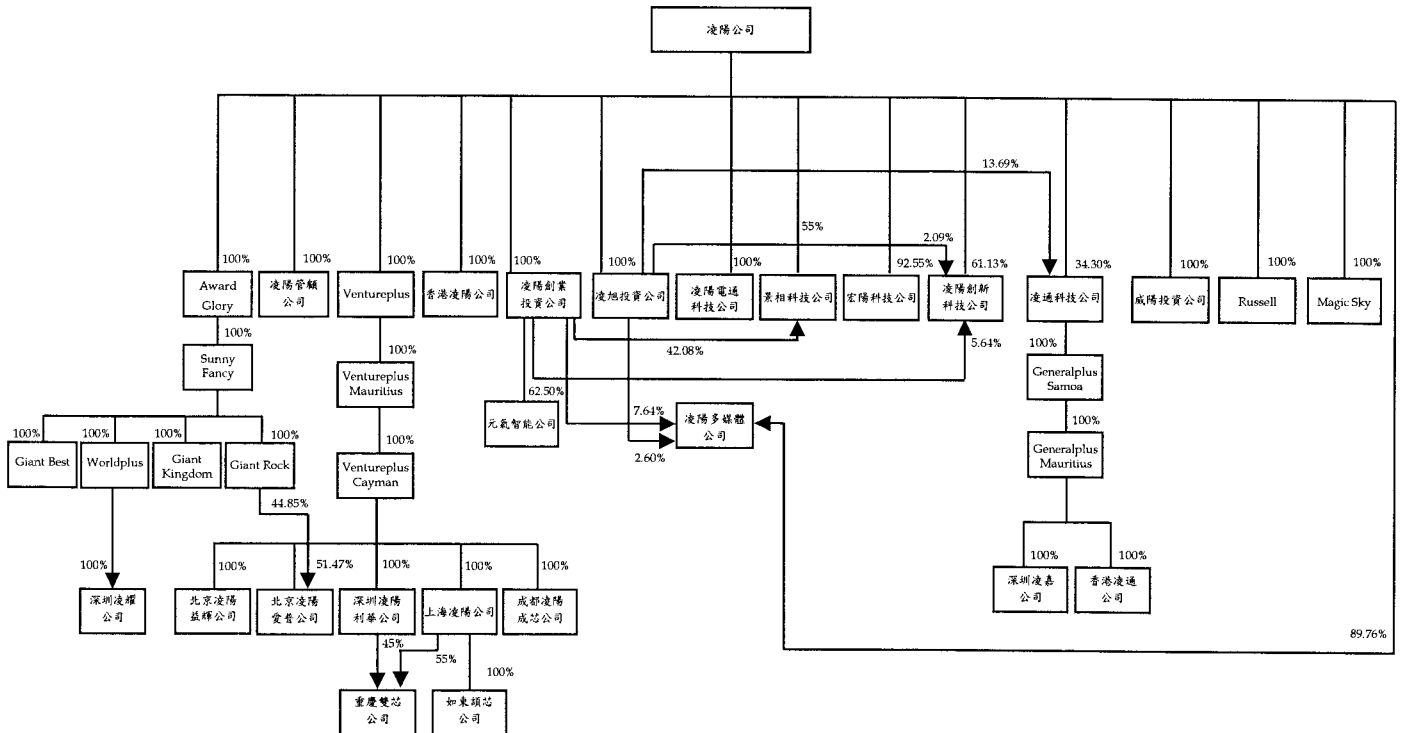 凌陽公司
13.69%
55%
2.09%
100%
100%
100%
100%
100%
100%
100%
92.55%
61.13%
34.30%
100%
100%
100%
Award
Glory
凌陽管顧
公司
Ventureplus
香港凌陽公司
凌陽創業
投資公司
凌旭投資公司
凌陽電通
科技公司
景相科技公司
宏陽科技公司
凌陽創新
科技公司
凌通科技公司
威陽投資公司
Russell
Magic Sky
100%
100%
42.08%
5.64%
100%
Sunny
Fancy
Ventureplus
Mauritius
62.50%
Generalplus
Samoa
元氣智能公司
7.64%
凌陽多媒體
公司
2.60%
100%
100%
100%
100%
100%
100%
Giant Best
Worldplus
Giant
Kingdom
Giant Rock
Ventureplus
Cayman
Generalplus
Mauritius
44.85%
100%
100%
51.47%
100%
100%
100%
100%
100%
深圳凌耀
公司
北京凌陽
益輝公司
北京凌陽
愛普公司
深圳凌陽
利華公司
上海凌陽公司
成都凌陽
成芯公司
深圳凌嘉
公司
香港凌通
公司
89.76%
45%
55%
100%
重慶雙芯
公司
如東頡芯
公司